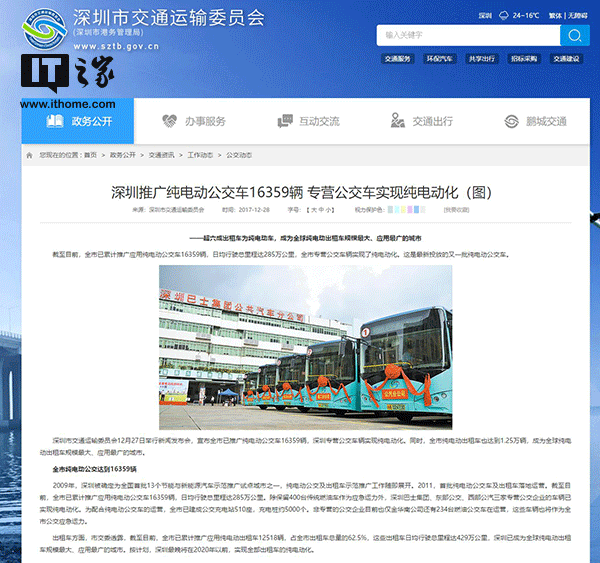 深圳市交通运输委员会
(深圳市港务管理局)
www.sztb.gov.cn
深圳 24~16℃ 繁体 | 无障碍
输入关键字
交通服务 环保汽车 共享出行 招标采购 交通建设
IT之家
www.ithome.com
政务公开 办事服务 互动交流 交通出行 鹏城交通
您现在的位置：首页 > 政务公开 > 交通资讯 > 工作动态 > 公交动态
深圳推广纯电动公交车16359辆 专营公交车实现纯电动化（图）
来源：深圳市交通运输委员会 时间：2017-12-28 字号：【大 中 小】 视力保护色： [我要收藏]
——超六成出租车为纯电动车，成为全球纯电动出租车规模最大、应用最广的城市
截至目前，全市已累计推广应用纯电动公交车16359辆，日均行驶总里程达285万公里，全市专营公交车辆实现了纯电动化。这是最新投放的又一批纯电动公交车。
深圳巴士集团公共汽车分公司
1
公汽分公司
深圳市交通运输委员会12月27日举行新闻发布会，宣布全市已推广纯电动公交车16359辆，深圳专营公交车辆实现纯电动化。同时，全市纯电动出租车也达到1.25万辆，成为全球纯电
动出租车规模最大、应用最广的城市。
全市纯电动公交达到16359辆
2009年，深圳被确定为全国首批13个节能与新能源汽车示范推广试点城市之一，纯电动公交及出租车示范推广工作随即展开。2011，首批纯电动公交车及出租车落地运营。截至目
前，全市已累计推广应用纯电动公交车16359辆，日均行驶总里程达285万公里。除保留400台传统燃油车作为应急运力外，深圳巴士集团、东部公交、西部公汽三家专营公交企业的车辆已
实现纯电动化。为配合纯电动公交车的运营，全市已建成公交充电站510座，充电桩约5000个。非专营的公交企业目前也仅金华南公司还有234台燃油公交车在运营，这些车辆也将作为全
市公交应急运力。
出租车方面，市交委透露，截至目前，全市已累计推广应用纯电动出租车12518辆，占全市出租车总量的62.5%，这些出租车日均行驶总里程达429万公里，深圳已成为全球纯电动出租
车规模最大、应用最广的城市。按计划，深圳最晚将在2020年以前，实现全部出租车的纯电动化。